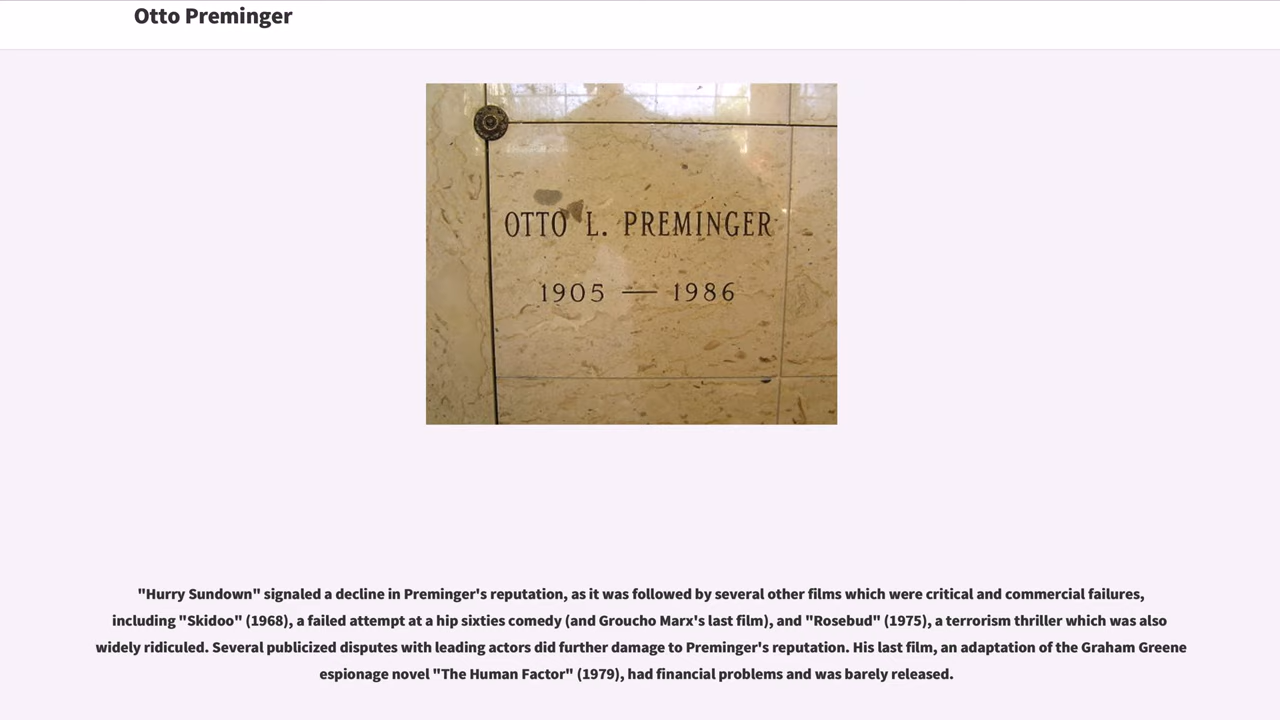 Otto Preminger
OTTO L. PREMINGER
1905 — 1986
"Hurry Sundown" signaled a decline in Preminger's reputation, as it was followed by several other films which were critical and commercial failures,
including "Skidoo" (1968), a failed attempt at a hip sixties comedy (and Groucho Marx's last film), and "Rosebud" (1975), a terrorism thriller which was also
widely ridiculed. Several publicized disputes with leading actors did further damage to Preminger's reputation. His last film, an adaptation of the Graham Greene
espionage novel "The Human Factor" (1979), had financial problems and was barely released.